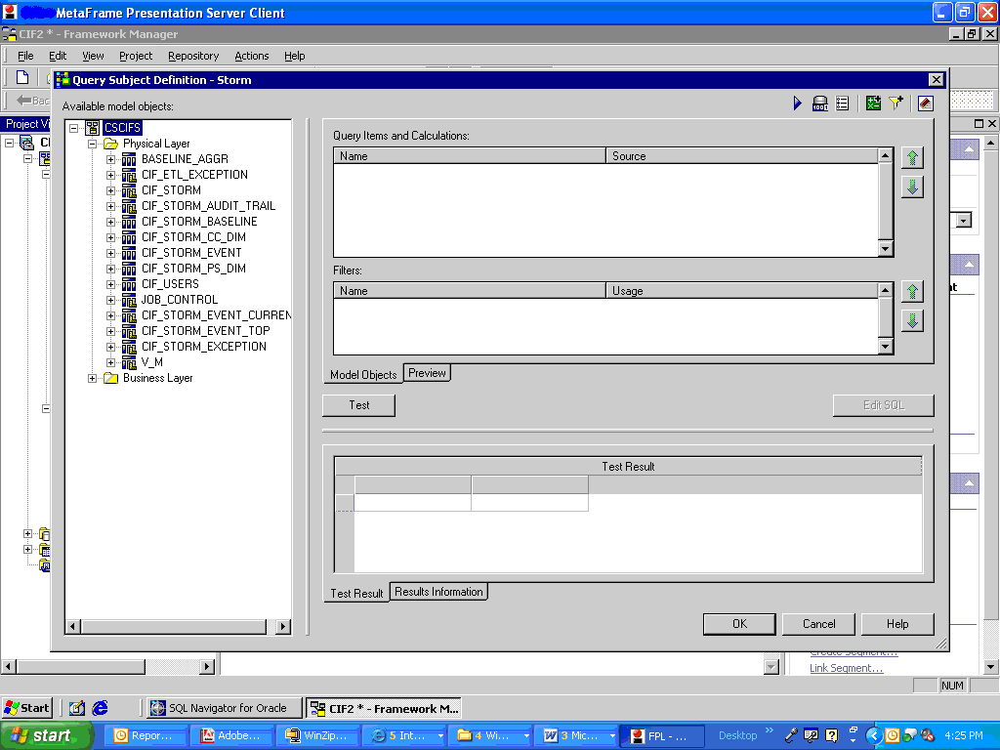 MetaFrame Presentation Server Client
CIF2 * - Framework Manager
File Edit View Project Repository Actions Help
Query Subject Definition - Storm
Bac
Available model objects:
Project Vi
CSCIFS
Physical Layer
BASELINE_AGGR
CIF_ETL_EXCEPTION
CIF_STORM
CIF_STORM_AUDIT_TRAIL
CIF_STORM_BASELINE
CIF_STORM_CC_DIM
CIF_STORM_EVENT
CIF_STORM_PS_DIM
CIF_USERS
JOB_CONTROL
CIF_STORM_EVENT_CURREN
CIF_STORM_EVENT_TOP
CIF_STORM_EXCEPTION
V_M
Business Layer
Query Items and Calculations:
Name Source
Filters:
Name Usage
Model Objects Preview
Test Edit SQL
Test Result
Test Result Results Information
OK Cancel Help
Create Segment...
Link Segment...
NUM
Start SQL Navigator for Oracle CIF2 * - Framework M...
start Repor... Adobe... WinZip... 5 Int... 4 Wi... 3 Mic... FPL - ... Desktop 4:25 PM